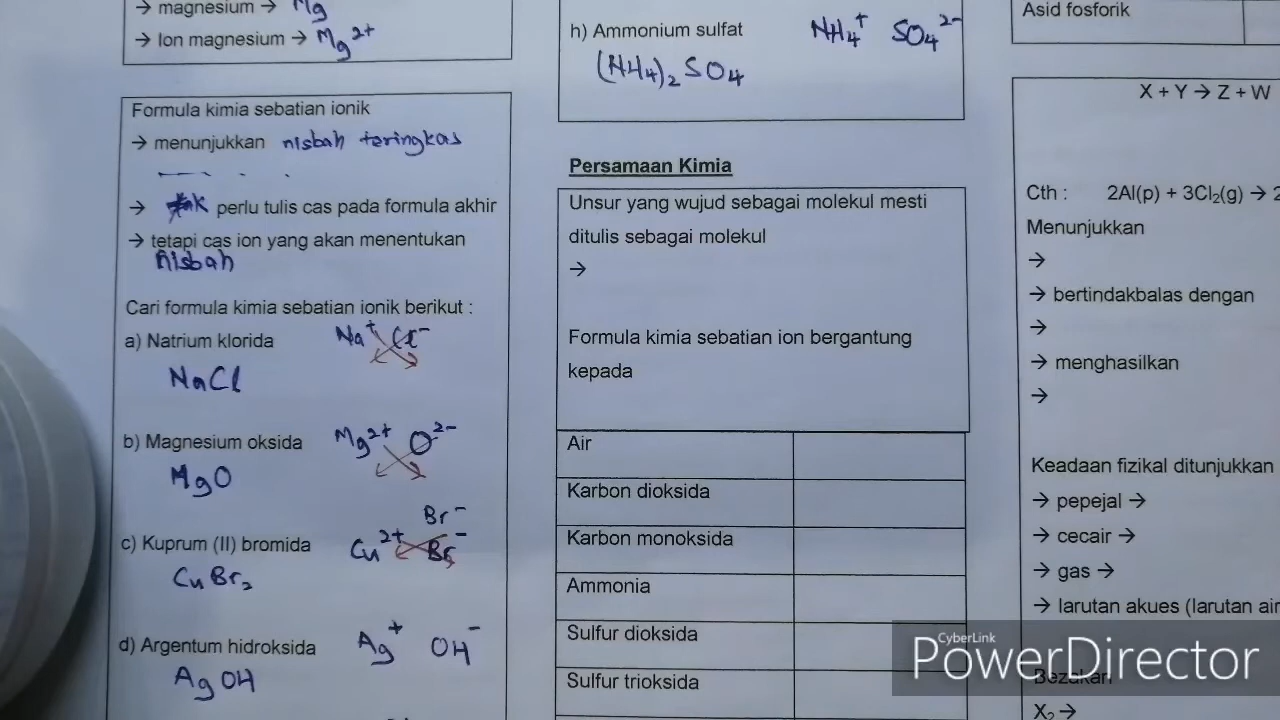 → magnesium → Mg
→ Ion magnesium → Mg²⁺
Formula kimia sebatian ionik
→ menunjukkan nisbah teringkas
→ tak perlu tulis cas pada formula akhir
→ tetapi cas ion yang akan menentukan
nisbah
Cari formula kimia sebatian ionik berikut :
a) Natrium klorida Na⁺ Cl⁻
NaCl
b) Magnesium oksida Mg²⁺ O²⁻
MgO
c) Kuprum (II) bromida Cu²⁺ Br⁻
Br⁻
CuBr₂
d) Argentum hidroksida Ag⁺ OH⁻
AgOH
h) Ammonium sulfat NH₄⁺ SO₄²⁻
(NH₄)₂SO₄
Persamaan Kimia
Unsur yang wujud sebagai molekul mesti
ditulis sebagai molekul
→
Formula kimia sebatian ion bergantung
kepada
Air
Karbon dioksida
Karbon monoksida
Ammonia
Sulfur dioksida
Sulfur trioksida
Asid fosforik
X + Y → Z + W
Cth : 2Al(p) + 3Cl₂(g) → 2
Menunjukkan
→
→ bertindakbalas dengan
→
→ menghasilkan
→
Keadaan fizikal ditunjukkan
→ pepejal →
→ cecair →
→ gas →
→ larutan akues (larutan air
Bezakan
X₂ →
CyberLink
PowerDirector